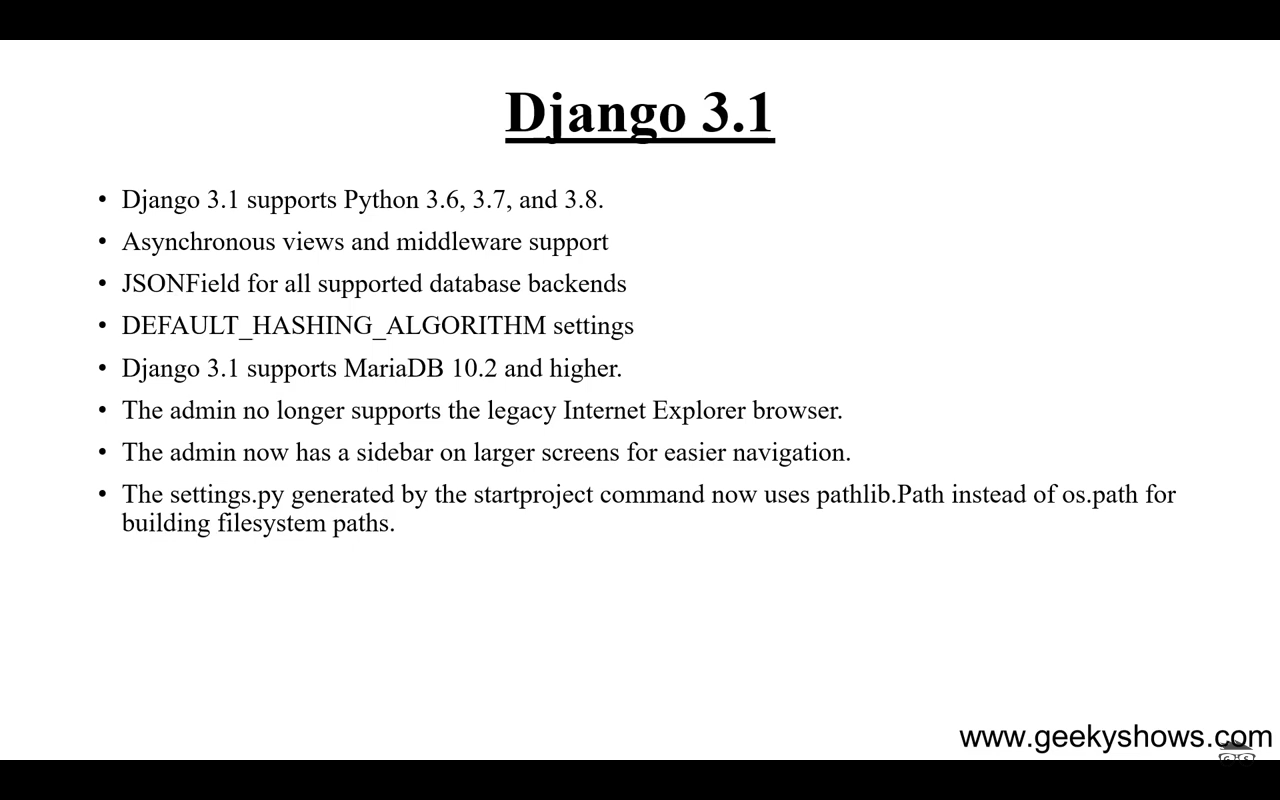 Django 3.1
• Django 3.1 supports Python 3.6, 3.7, and 3.8.
• Asynchronous views and middleware support
• JSONField for all supported database backends
• DEFAULT_HASHING_ALGORITHM settings
• Django 3.1 supports MariaDB 10.2 and higher.
• The admin no longer supports the legacy Internet Explorer browser.
• The admin now has a sidebar on larger screens for easier navigation.
• The settings.py generated by the startproject command now uses pathlib.Path instead of os.path for
building filesystem paths.
www.geekyshows.com
GS